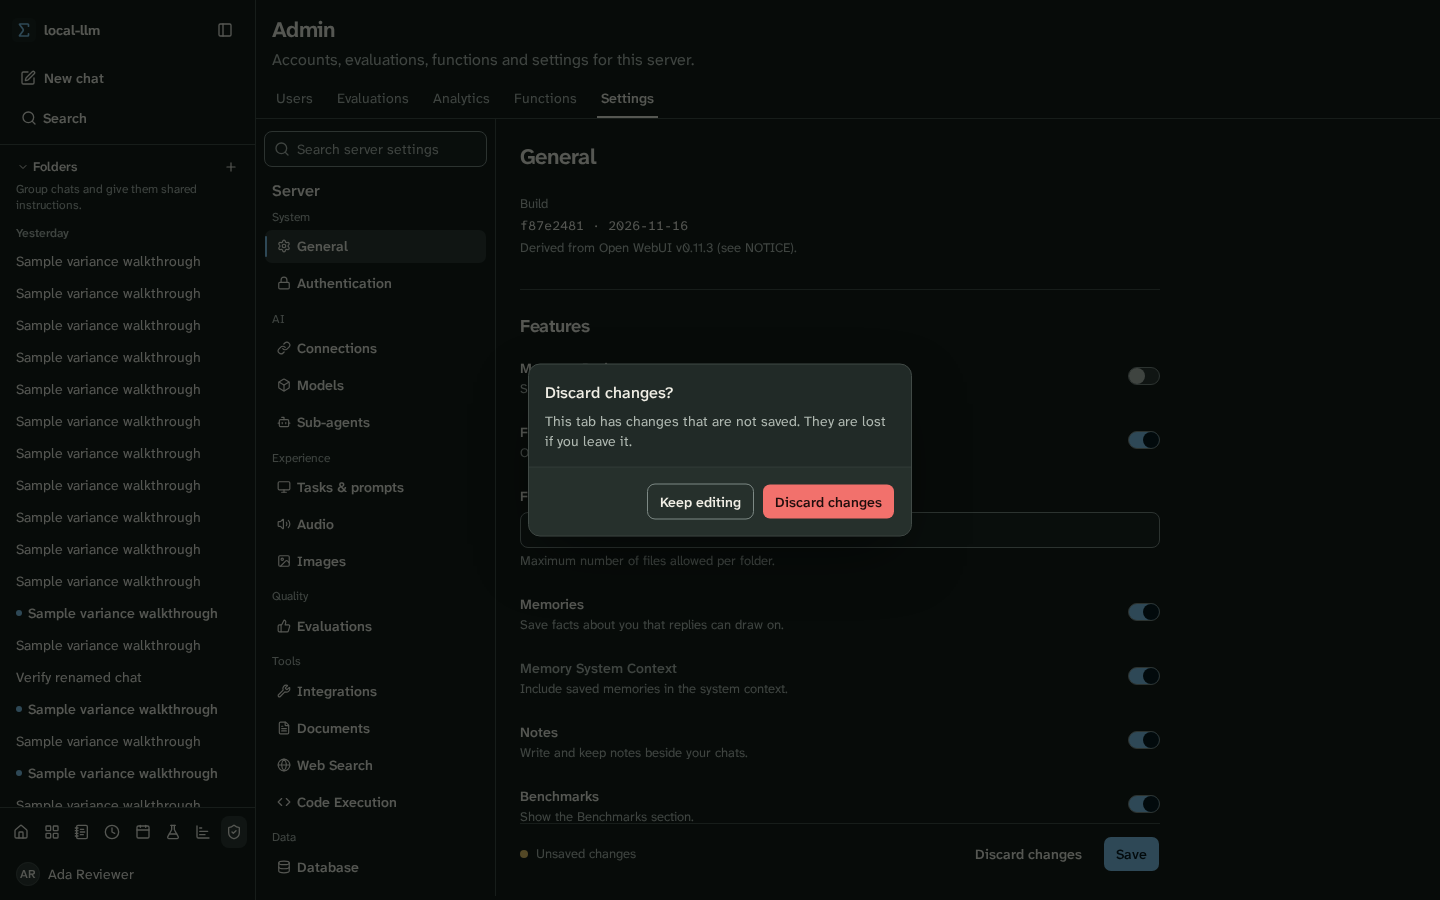 local-llm
New chat
Search
Folders
Group chats and give them shared
instructions.
Yesterday
Sample variance walkthrough
Sample variance walkthrough
Sample variance walkthrough
Sample variance walkthrough
Sample variance walkthrough
Sample variance walkthrough
Sample variance walkthrough
Sample variance walkthrough
Sample variance walkthrough
Sample variance walkthrough
Sample variance walkthrough
Sample variance walkthrough
Sample variance walkthrough
Verify renamed chat
Sample variance walkthrough
Sample variance walkthrough
Sample variance walkthrough
Sample variance walkthrough
AR Ada Reviewer
Admin
Accounts, evaluations, functions and settings for this server.
Users Evaluations Analytics Functions Settings
Search server settings
Server
System
General
Authentication
AI
Connections
Models
Sub-agents
Experience
Tasks & prompts
Audio
Images
Quality
Evaluations
Tools
Integrations
Documents
Web Search
Code Execution
Data
Database
General
Build
f87e2481 · 2026-11-16
Derived from Open WebUI v0.11.3 (see NOTICE).
Features
Discard changes?
This tab has changes that are not saved. They are lost
if you leave it.
Keep editing Discard changes
Maximum number of files allowed per folder.
Memories
Save facts about you that replies can draw on.
Memory System Context
Include saved memories in the system context.
Notes
Write and keep notes beside your chats.
Benchmarks
Show the Benchmarks section.
Unsaved changes Discard changes Save